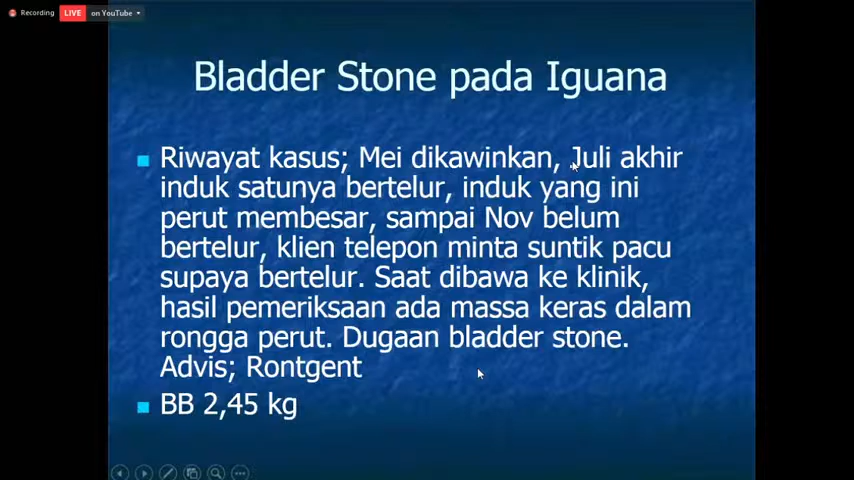 Recording LIVE on YouTube
Bladder Stone pada Iguana
Riwayat kasus; Mei dikawinkan, Juli akhir
induk satunya bertelur, induk yang ini
perut membesar, sampai Nov belum
bertelur, klien telepon minta suntik pacu
supaya bertelur. Saat dibawa ke klinik,
hasil pemeriksaan ada massa keras dalam
rongga perut. Dugaan bladder stone.
Advis; Rontgent
BB 2,45 kg